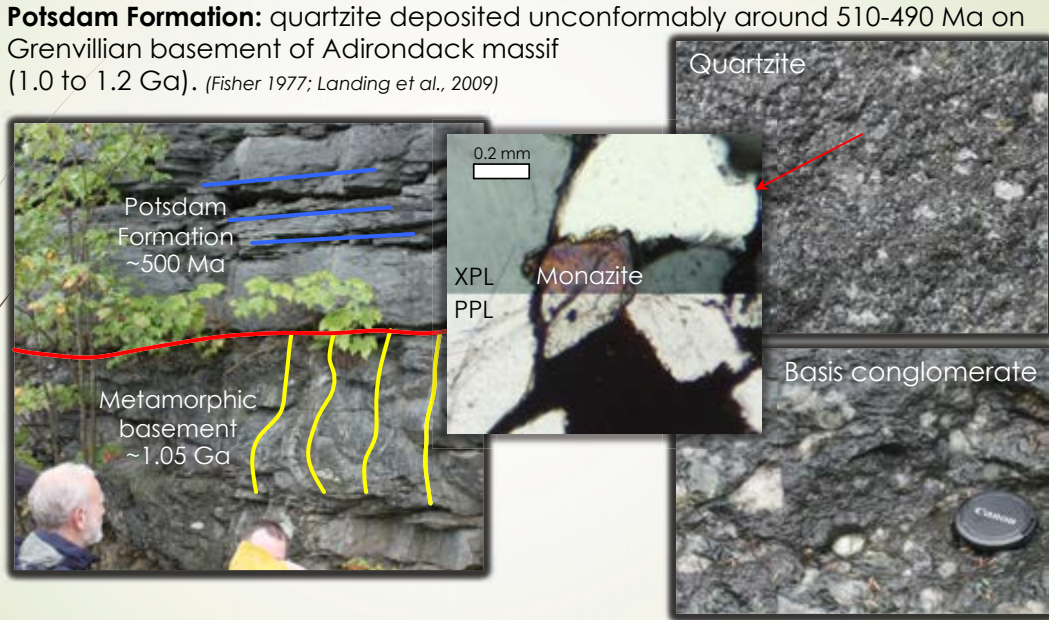 Potsdam Formation: quartzite deposited unconformably around 510-490 Ma on
Grenvillian basement of Adirondack massif
(1.0 to 1.2 Ga). (Fisher 1977; Landing et al., 2009)
Quartzite
0.2 mm
Potsdam
Formation
~500 Ma
XPL
Monazite
PPL
Metamorphic
basement
~1.05 Ga
Basis conglomerate
Canon